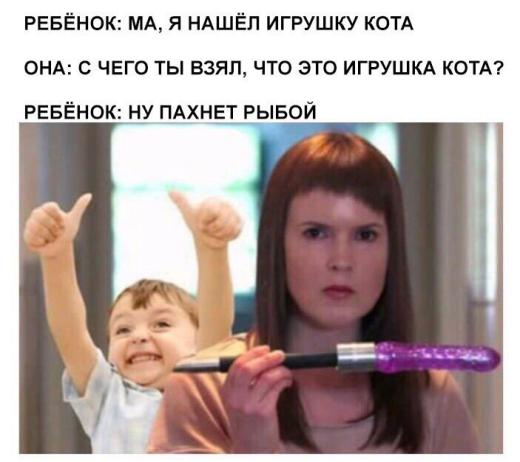 РЕБЁНОК: МА, Я НАШЁЛ ИГРУШКУ КОТА
ОНА: С ЧЕГО ТЫ ВЗЯЛ, ЧТО ЭТО ИГРУШКА КОТА?
РЕБЁНОК: НУ ПАХНЕТ РЫБОЙ